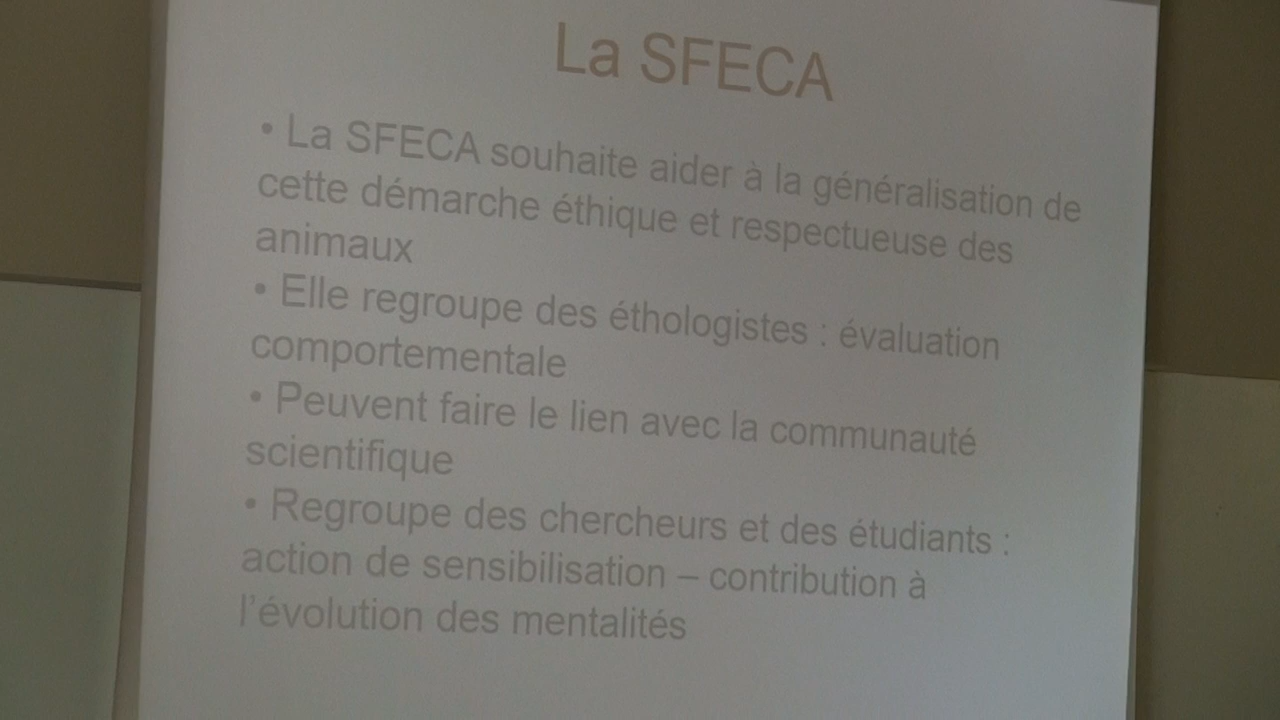 La SFECA
• La SFECA souhaite aider à la généralisation de
cette démarche éthique et respectueuse des
animaux
• Elle regroupe des éthologistes : évaluation
comportementale
• Peuvent faire le lien avec la communauté
scientifique
• Regroupe des chercheurs et des étudiants :
action de sensibilisation – contribution à
l'évolution des mentalités